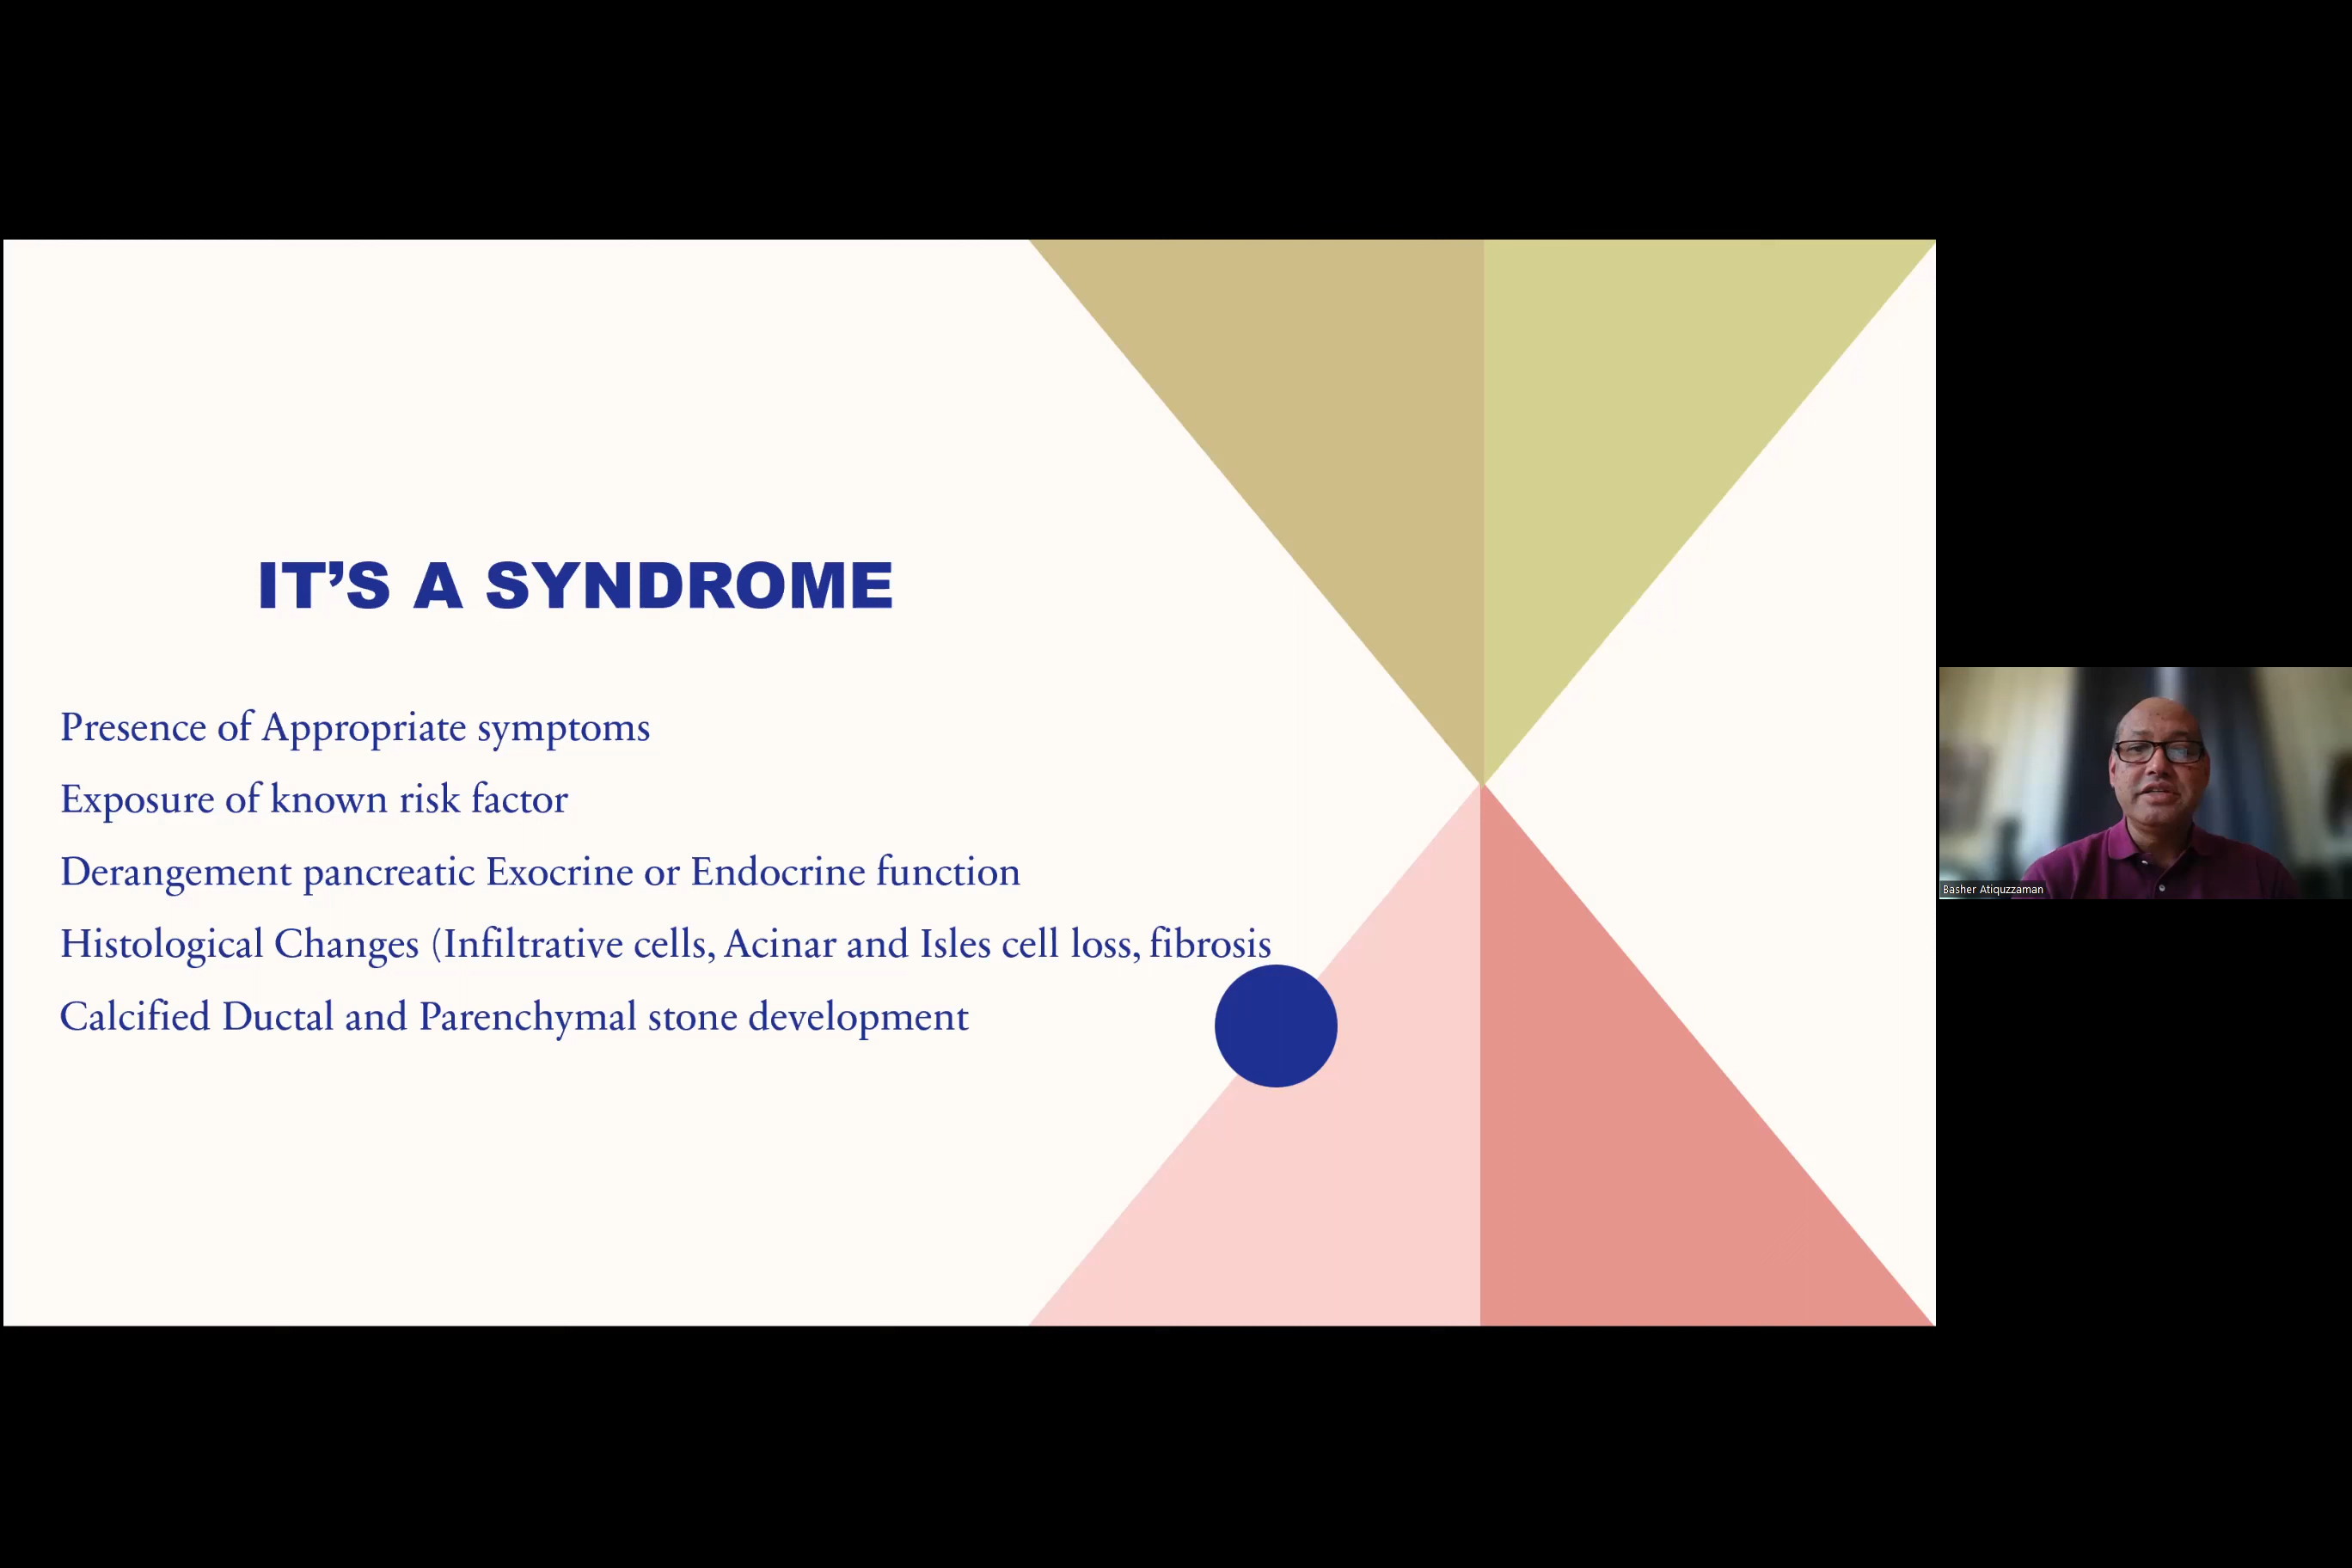 IT’S A SYNDROME
Presence of Appropriate symptoms
Exposure of known risk factor
Derangement pancreatic Exocrine or Endocrine function
Histological Changes (Infiltrative cells, Acinar and Isles cell loss, fibrosis
Calcified Ductal and Parenchymal stone development
Basher Atiquzzaman